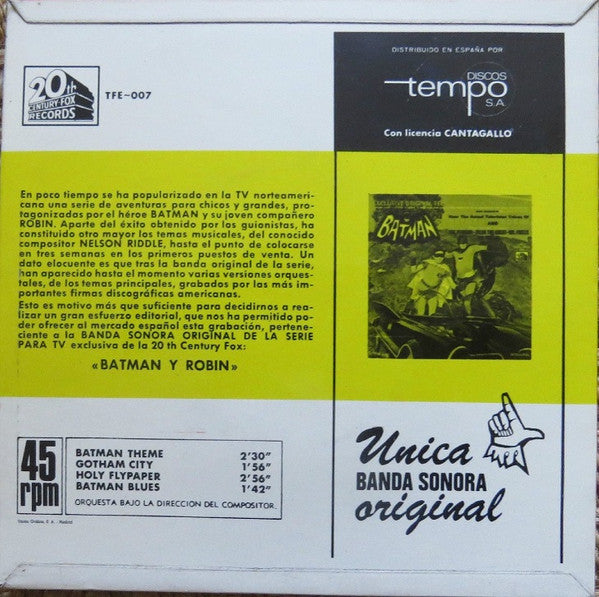 20th
CENTURY-FOX
RECORDS
TFE-007
DISTRIBUIDO EN ESPAÑA POR
DISCOS
tempo
S.A.
Con licencia CANTAGALLO
En poco tiempo se ha popularizado en la TV norteameri-
cana una serie de aventuras para chicos y grandes, pro-
tagonizadas por el héroe BATMAN y su joven compañero
ROBIN. Aparte del éxito obtenido por los guionistas, ha
constituido atro mayor los temas musicales, del conocido
compositor NELSON RIDDLE, hasta el punto de colocarse
en tres semanas en los primeros puestos de venta. Un
dato elocuente es que tras la banda original de la serie,
han aparecido hasta el momento varias versiones orques-
tales, de los temas principales, grabados por las más im-
portantes firmas discográficas americanas.
Esto es motivo más que suficiente para decidirnos a rea-
lizar un gran esfuerzo editorial, que nos ha permitido po-
der ofrecer al mercado español esta grabación, pertene-
ciente a la BANDA SONORA ORIGINAL DE LA SERIE
PARA TV exclusiva de la 20 th Century Fox:
«BATMAN Y ROBIN»
BATMAN
45
rpm
BATMAN THEME 2'30"
GOTHAM CITY 1'56"
HOLY FLYPAPER 2'56"
BATMAN BLUES 1'42"
ORQUESTA BAJO LA DIRECCION DEL COMPOSITOR.
Unica
BANDA SONORA
original